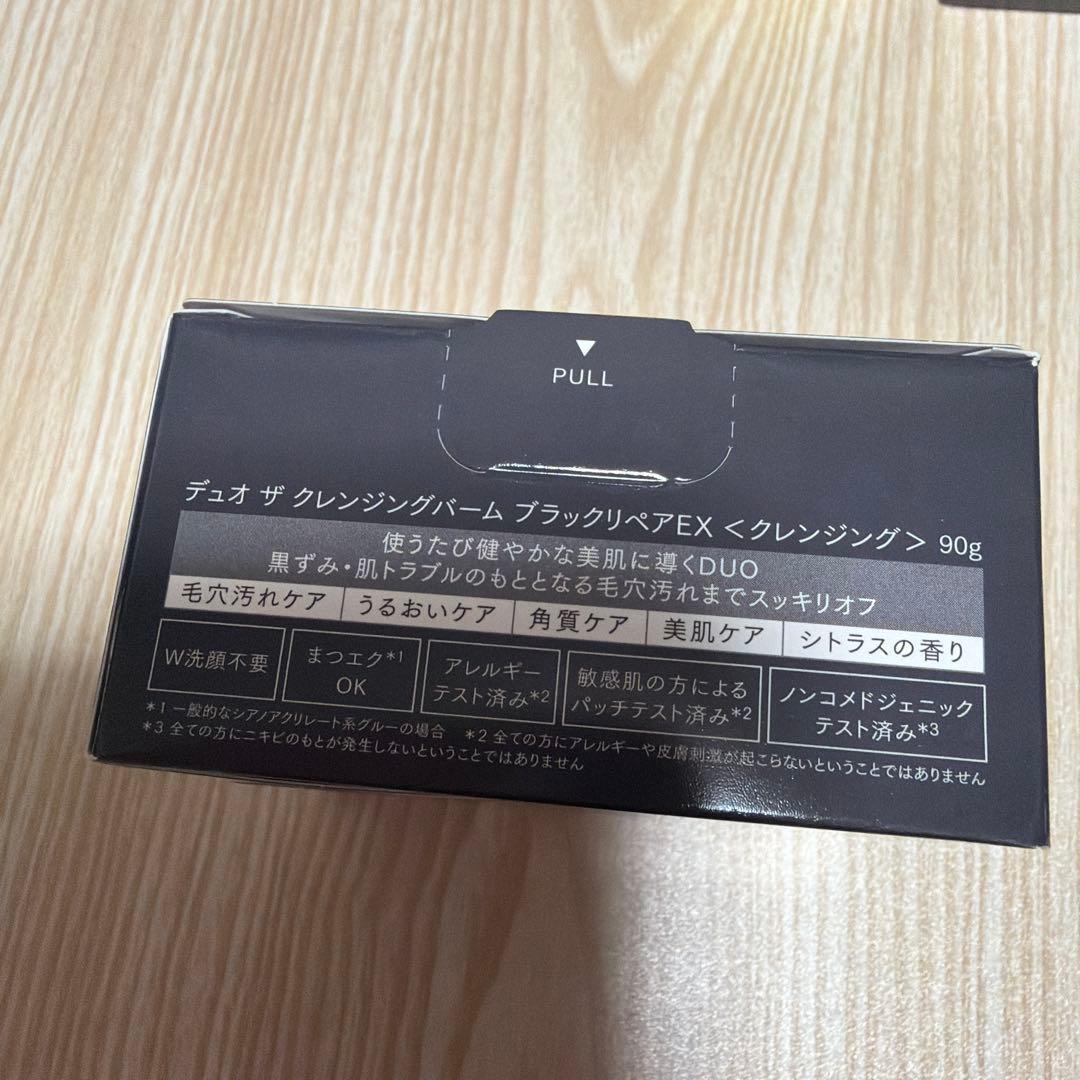 PULL
デュオ ザ クレンジングバーム ブラックリペアEX ＜クレンジング＞ 90g
使うたび健やかな美肌に導くDUO
黒ずみ・肌トラブルのもととなる毛穴汚れまでスッキリオフ
毛穴汚れケア うるおいケア 角質ケア 美肌ケア シトラスの香り
W洗顔不要
まつエク*1
OK
アレルギー
テスト済み*2
敏感肌の方による
パッチテスト済み*2
ノンコメドジェニック
テスト済み*3
*1 一般的なシアノアクリレート系グルーの場合 *2 全ての方にアレルギーや皮膚刺激が起こらないということではありません
*3 全ての方にニキビのもとが発生しないということではありません